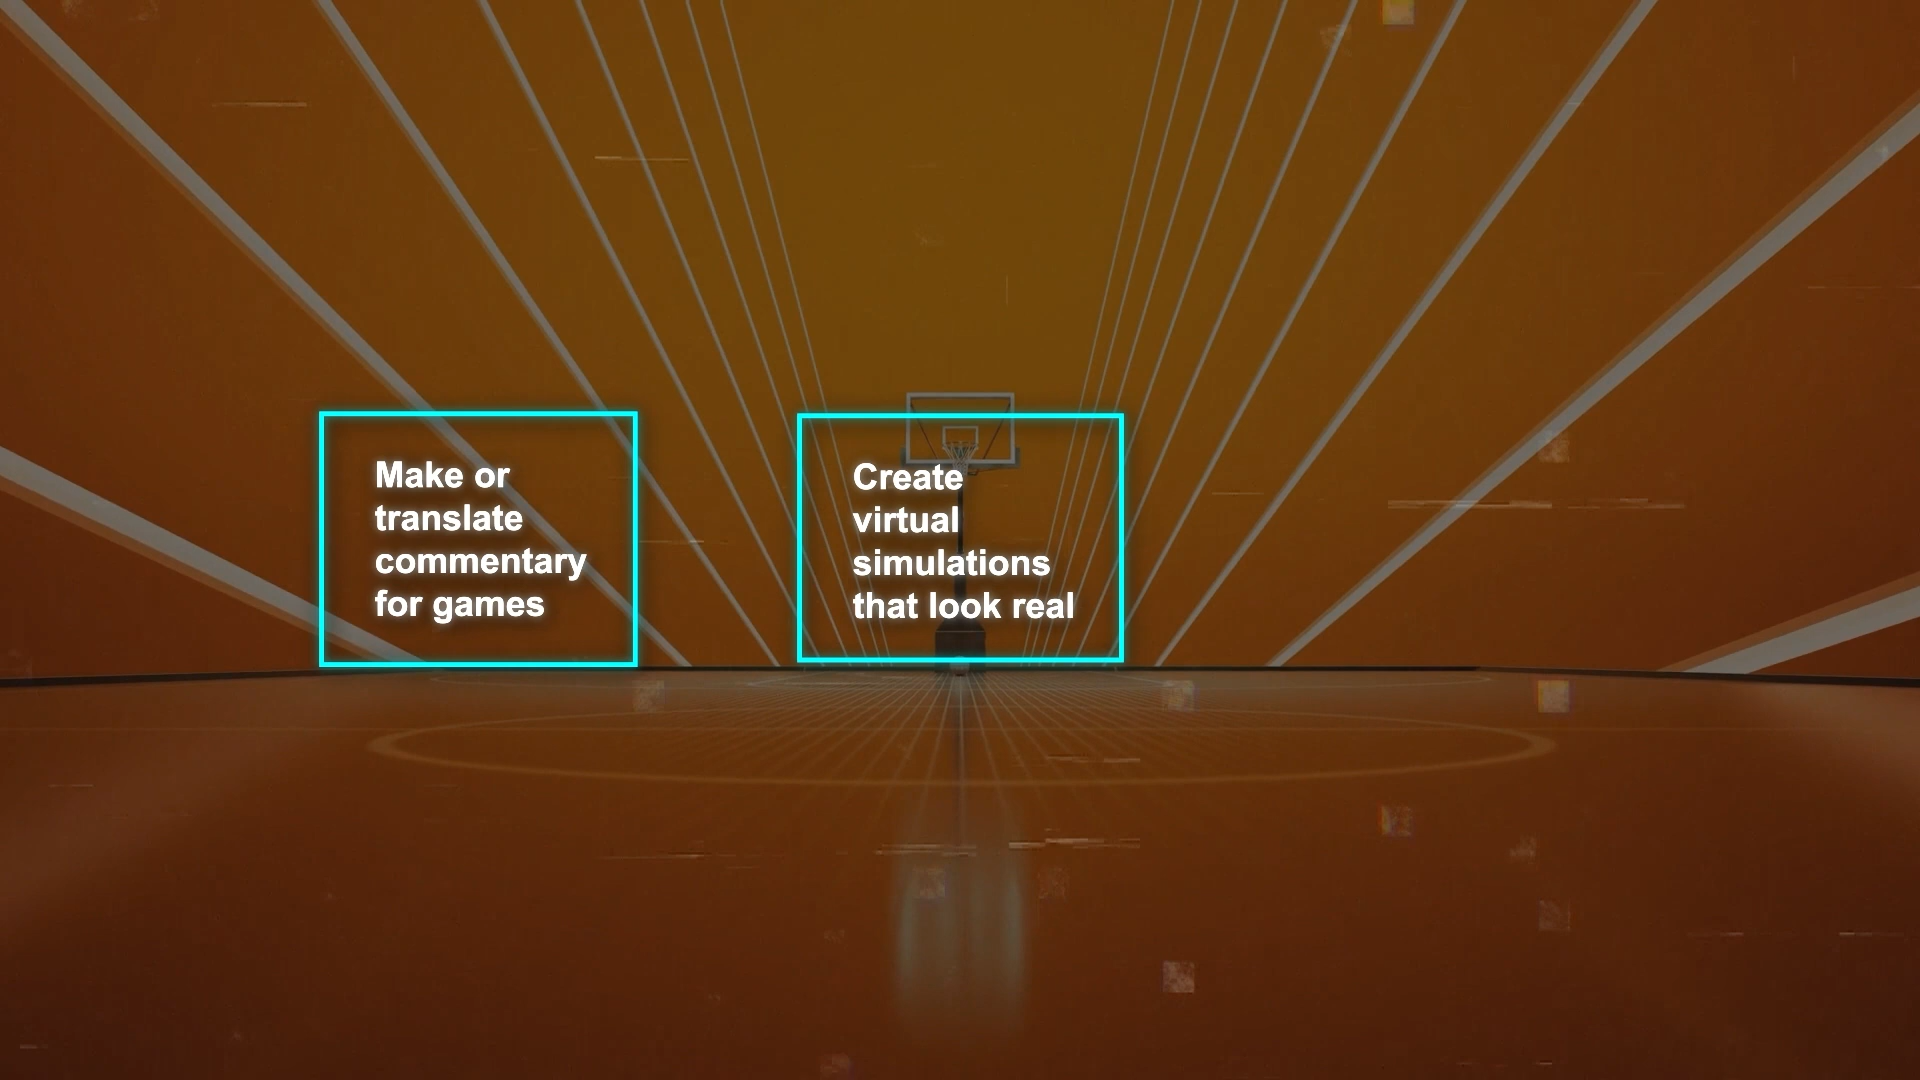 Make or
translate
commentary
for games
Create
virtual
simulations
that look real